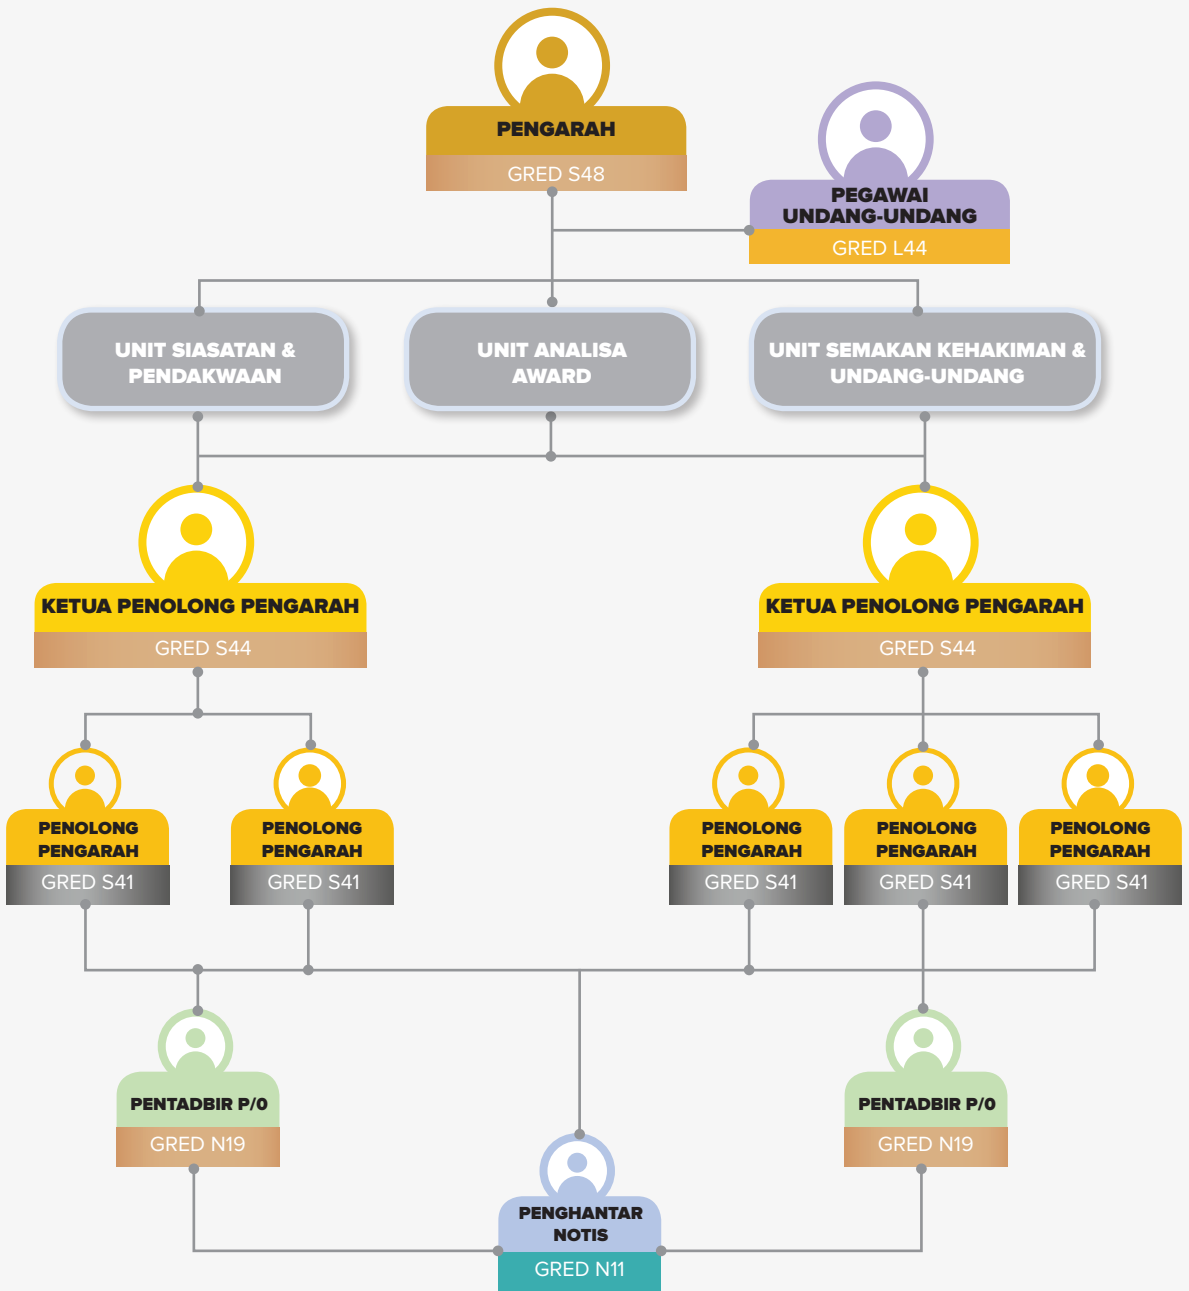 PENGARAH
GRED S48
PEGAWAI
UNDANG-UNDANG
GRED L44
UNIT SIASATAN &
PENDAKWAAN
UNIT ANALISA
AWARD
UNIT SEMAKAN KEHAKIMAN &
UNDANG-UNDANG
KETUA PENOLONG PENGARAH
GRED S44
KETUA PENOLONG PENGARAH
GRED S44
PENOLONG
PENGARAH
GRED S41
PENOLONG
PENGARAH
GRED S41
PENOLONG
PENGARAH
GRED S41
PENOLONG
PENGARAH
GRED S41
PENOLONG
PENGARAH
GRED S41
PENTADBIR P/0
GRED N19
PENTADBIR P/0
GRED N19
PENGHANTAR
NOTIS
GRED N11